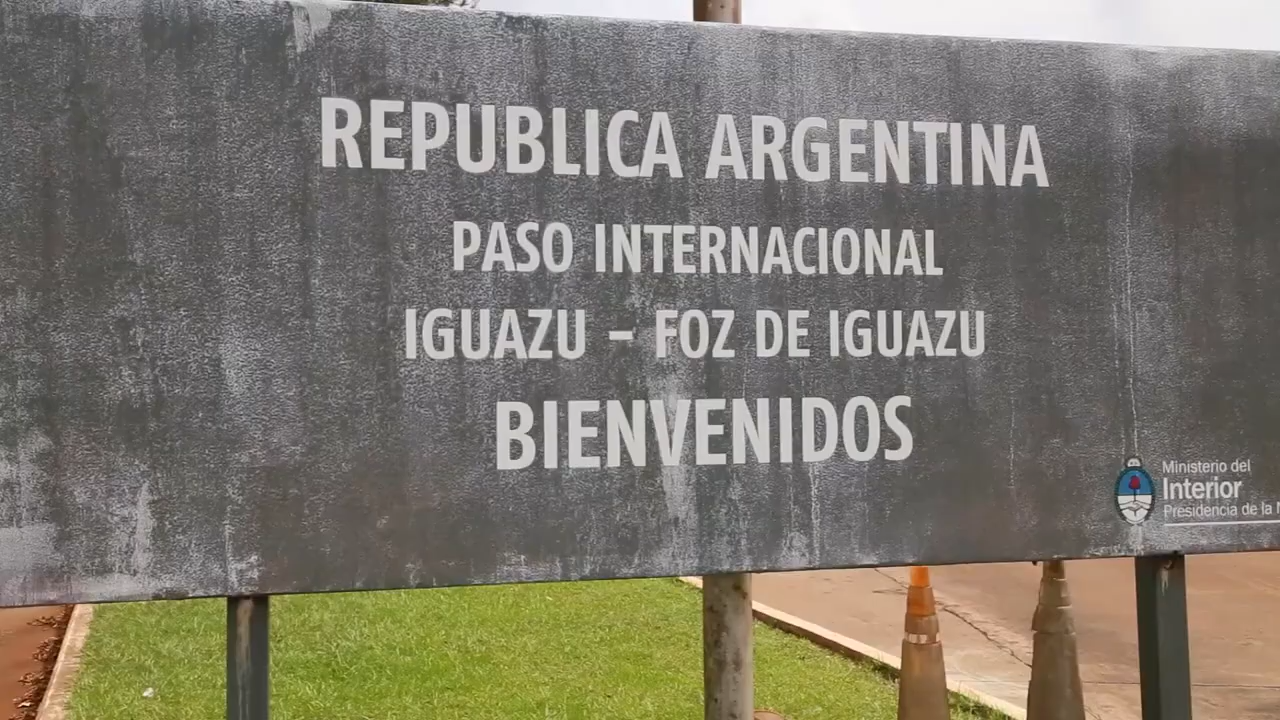 REPUBLICA ARGENTINA
PASO INTERNACIONAL
IGUAZU – FOZ DE IGUAZU
BIENVENIDOS
Ministerio del
Interior
Presidencia de la